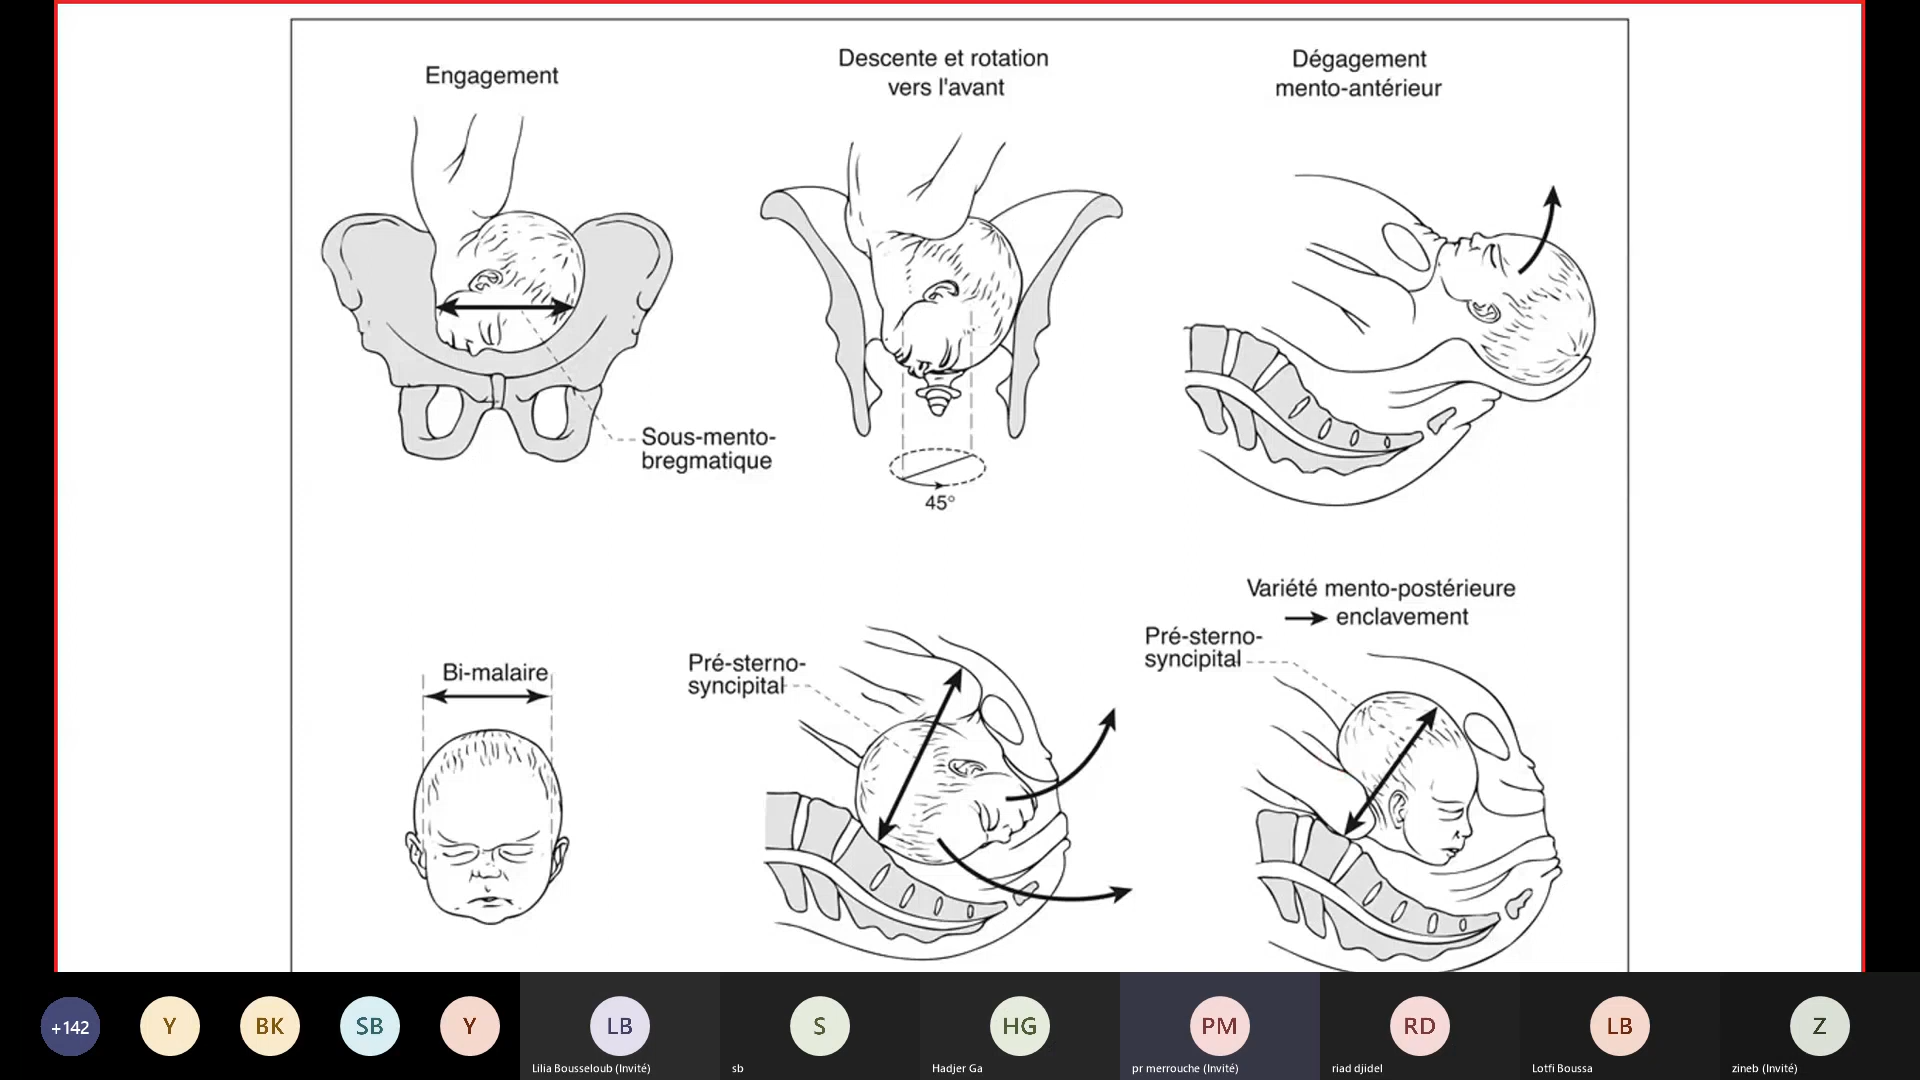 Engagement
Descente et rotation
vers l'avant
Dégagement
mento-antérieur
Sous-mento-
bregmatique
45°
Bi-malaire
Pré-sterno-
syncipital
Variété mento-postérieure
enclavement
Pré-sterno-
syncipital
+142
Y
BK
SB
Y
LB
Lilia Bousseloub (Invité)
S
sb
HG
Hadjer Ga
PM
pr merrouche (Invité)
RD
riad djidel
LB
Lotfi Boussa
Z
zineb (Invité)